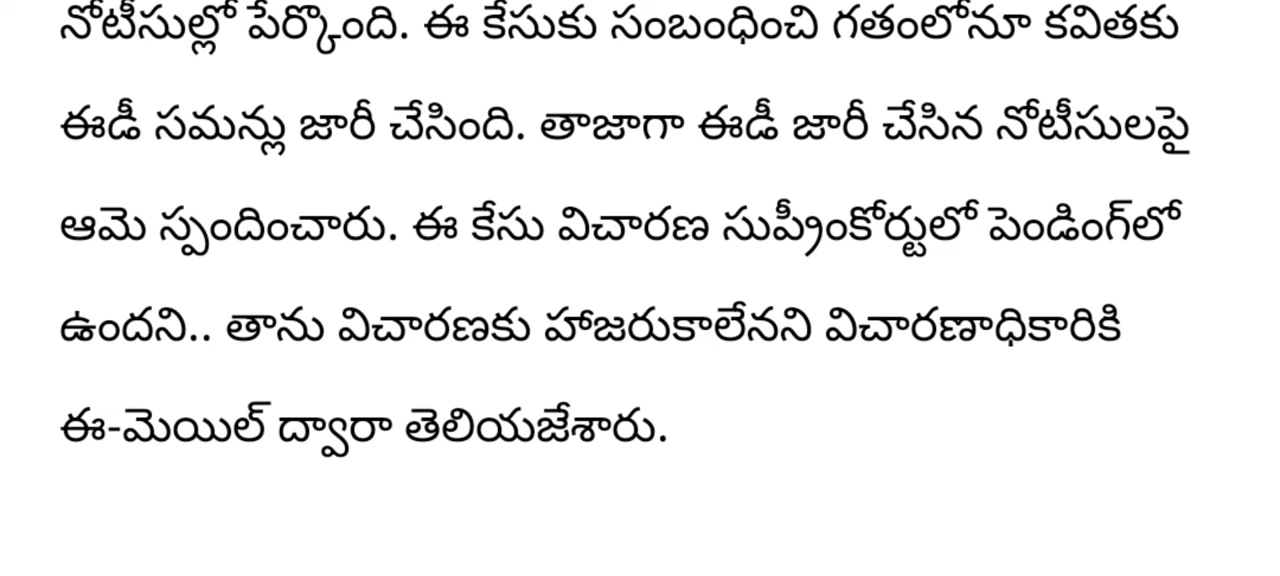 నోటీసుల్లో పేర్కొంది. ఈ కేసుకు సంబంధించి గతంలోనూ కవితకు
ఈడీ సమన్లు జారీ చేసింది. తాజాగా ఈడీ జారీ చేసిన నోటీసులపై
ఆమె స్పందించారు. ఈ కేసు విచారణ సుప్రీంకోర్టులో పెండింగ్‌లో
ఉందని.. తాను విచారణకు హాజరుకాలేనని విచారణాధికారికి
ఈ-మెయిల్ ద్వారా తెలియజేశారు.